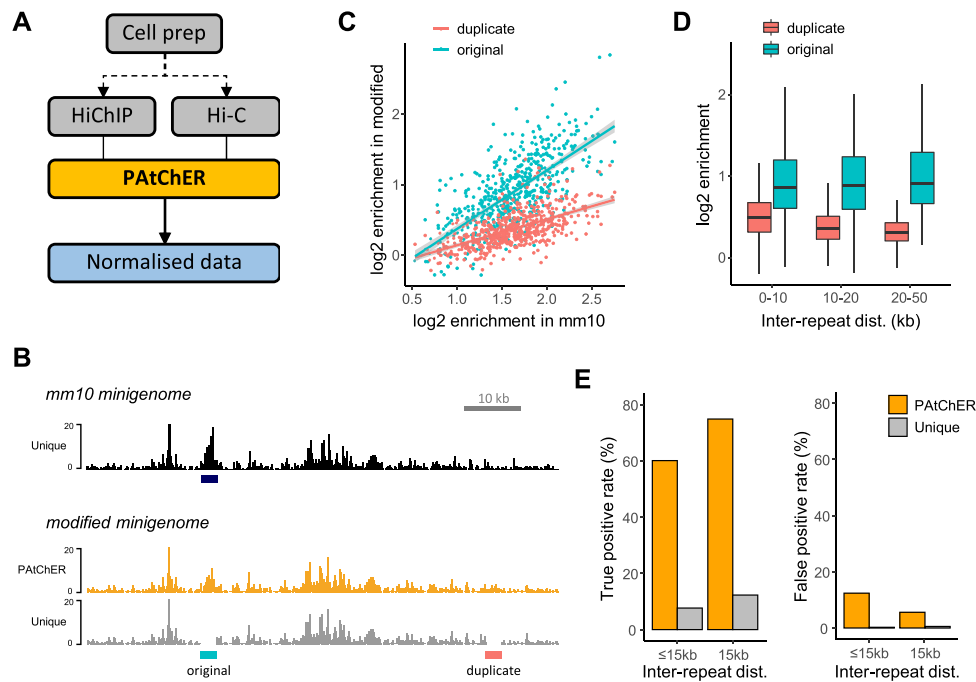 A
Cell prep
HiChIP
Hi-C
PAtChER
Normalised data
B
mm10 minigenome
10 kb
Unique
20
0
modified minigenome
PAtChER
20
0
Unique
20
0
original
duplicate
C
duplicate
original
log2 enrichment in modified
2
1
0
0.5
1.0
1.5
2.0
2.5
log2 enrichment in mm10
D
duplicate
original
log2 enrichment
2
1
0
0-10
10-20
20-50
Inter-repeat dist. (kb)
E
True positive rate (%)
80
60
40
20
0
≤15kb
15kb
Inter-repeat dist.
PAtChER
Unique
False positive rate (%)
80
60
40
20
0
≤15kb
15kb
Inter-repeat dist.